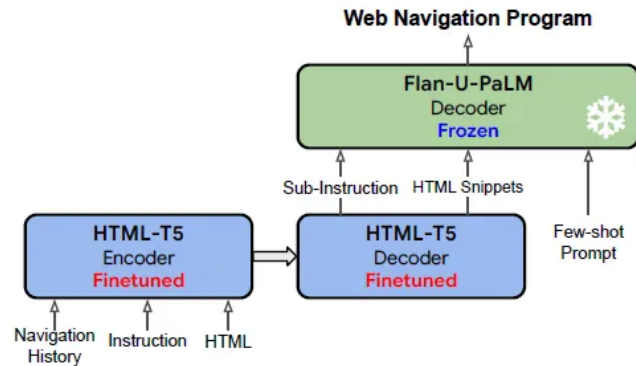 Web Navigation Program
Flan-U-PaLM
Decoder
Frozen
Sub-Instruction
HTML Snippets
Few-shot
Prompt
HTML-T5
Encoder
Finetuned
HTML-T5
Decoder
Finetuned
Navigation
History
Instruction
HTML